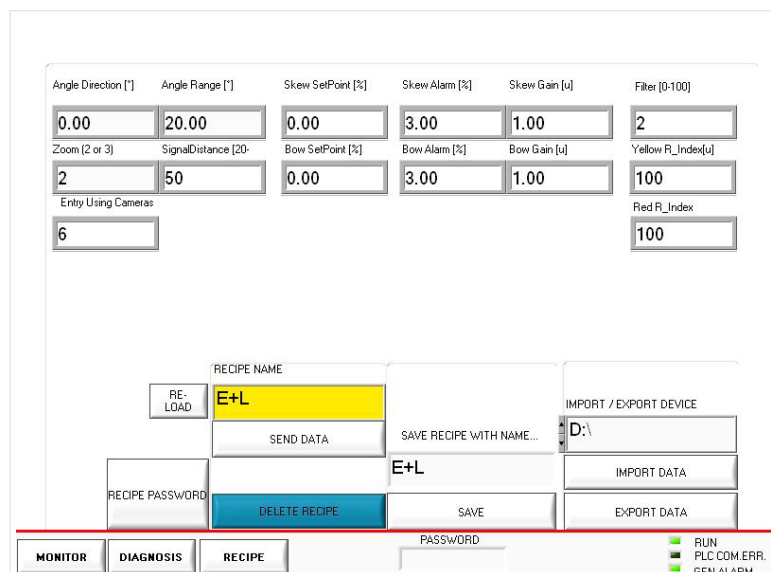 Angle Direction [°] Angle Range [°] Skew SetPoint [%] Skew Alarm [%] Skew Gain [u] Filter [0-100]
0.00 20.00 0.00 3.00 1.00 2
Zoom (2 or 3) SignalDistance [20- Bow SetPoint [%] Bow Alarm [%] Bow Gain [u] Yellow R_Index[u]
2 50 0.00 3.00 1.00 100
Entry Using Cameras Red R_Index
6 100
RECIPE NAME
RE-
LOAD
E+L
IMPORT / EXPORT DEVICE
D:\
SEND DATA
SAVE RECIPE WITH NAME...
E+L
IMPORT DATA
RECIPE PASSWORD
DELETE RECIPE SAVE EXPORT DATA
MONITOR DIAGNOSIS RECIPE
PASSWORD
RUN
PLC COM.ERR.
GEN.ALARM